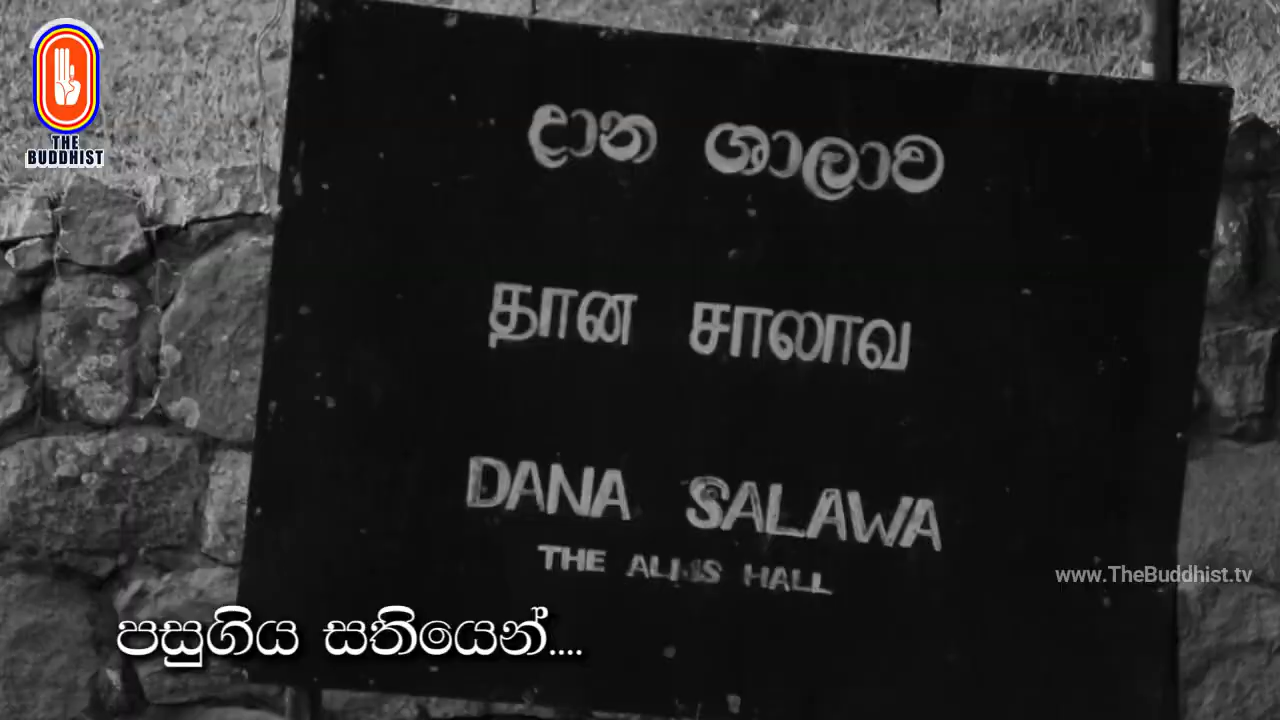 THE
BUDDHIST
දාන ශාලාව
தான சாலாவ
DANA SALAWA
THE ALMS HALL
www.TheBuddhist.tv
පසුගිය සතියෙන්....